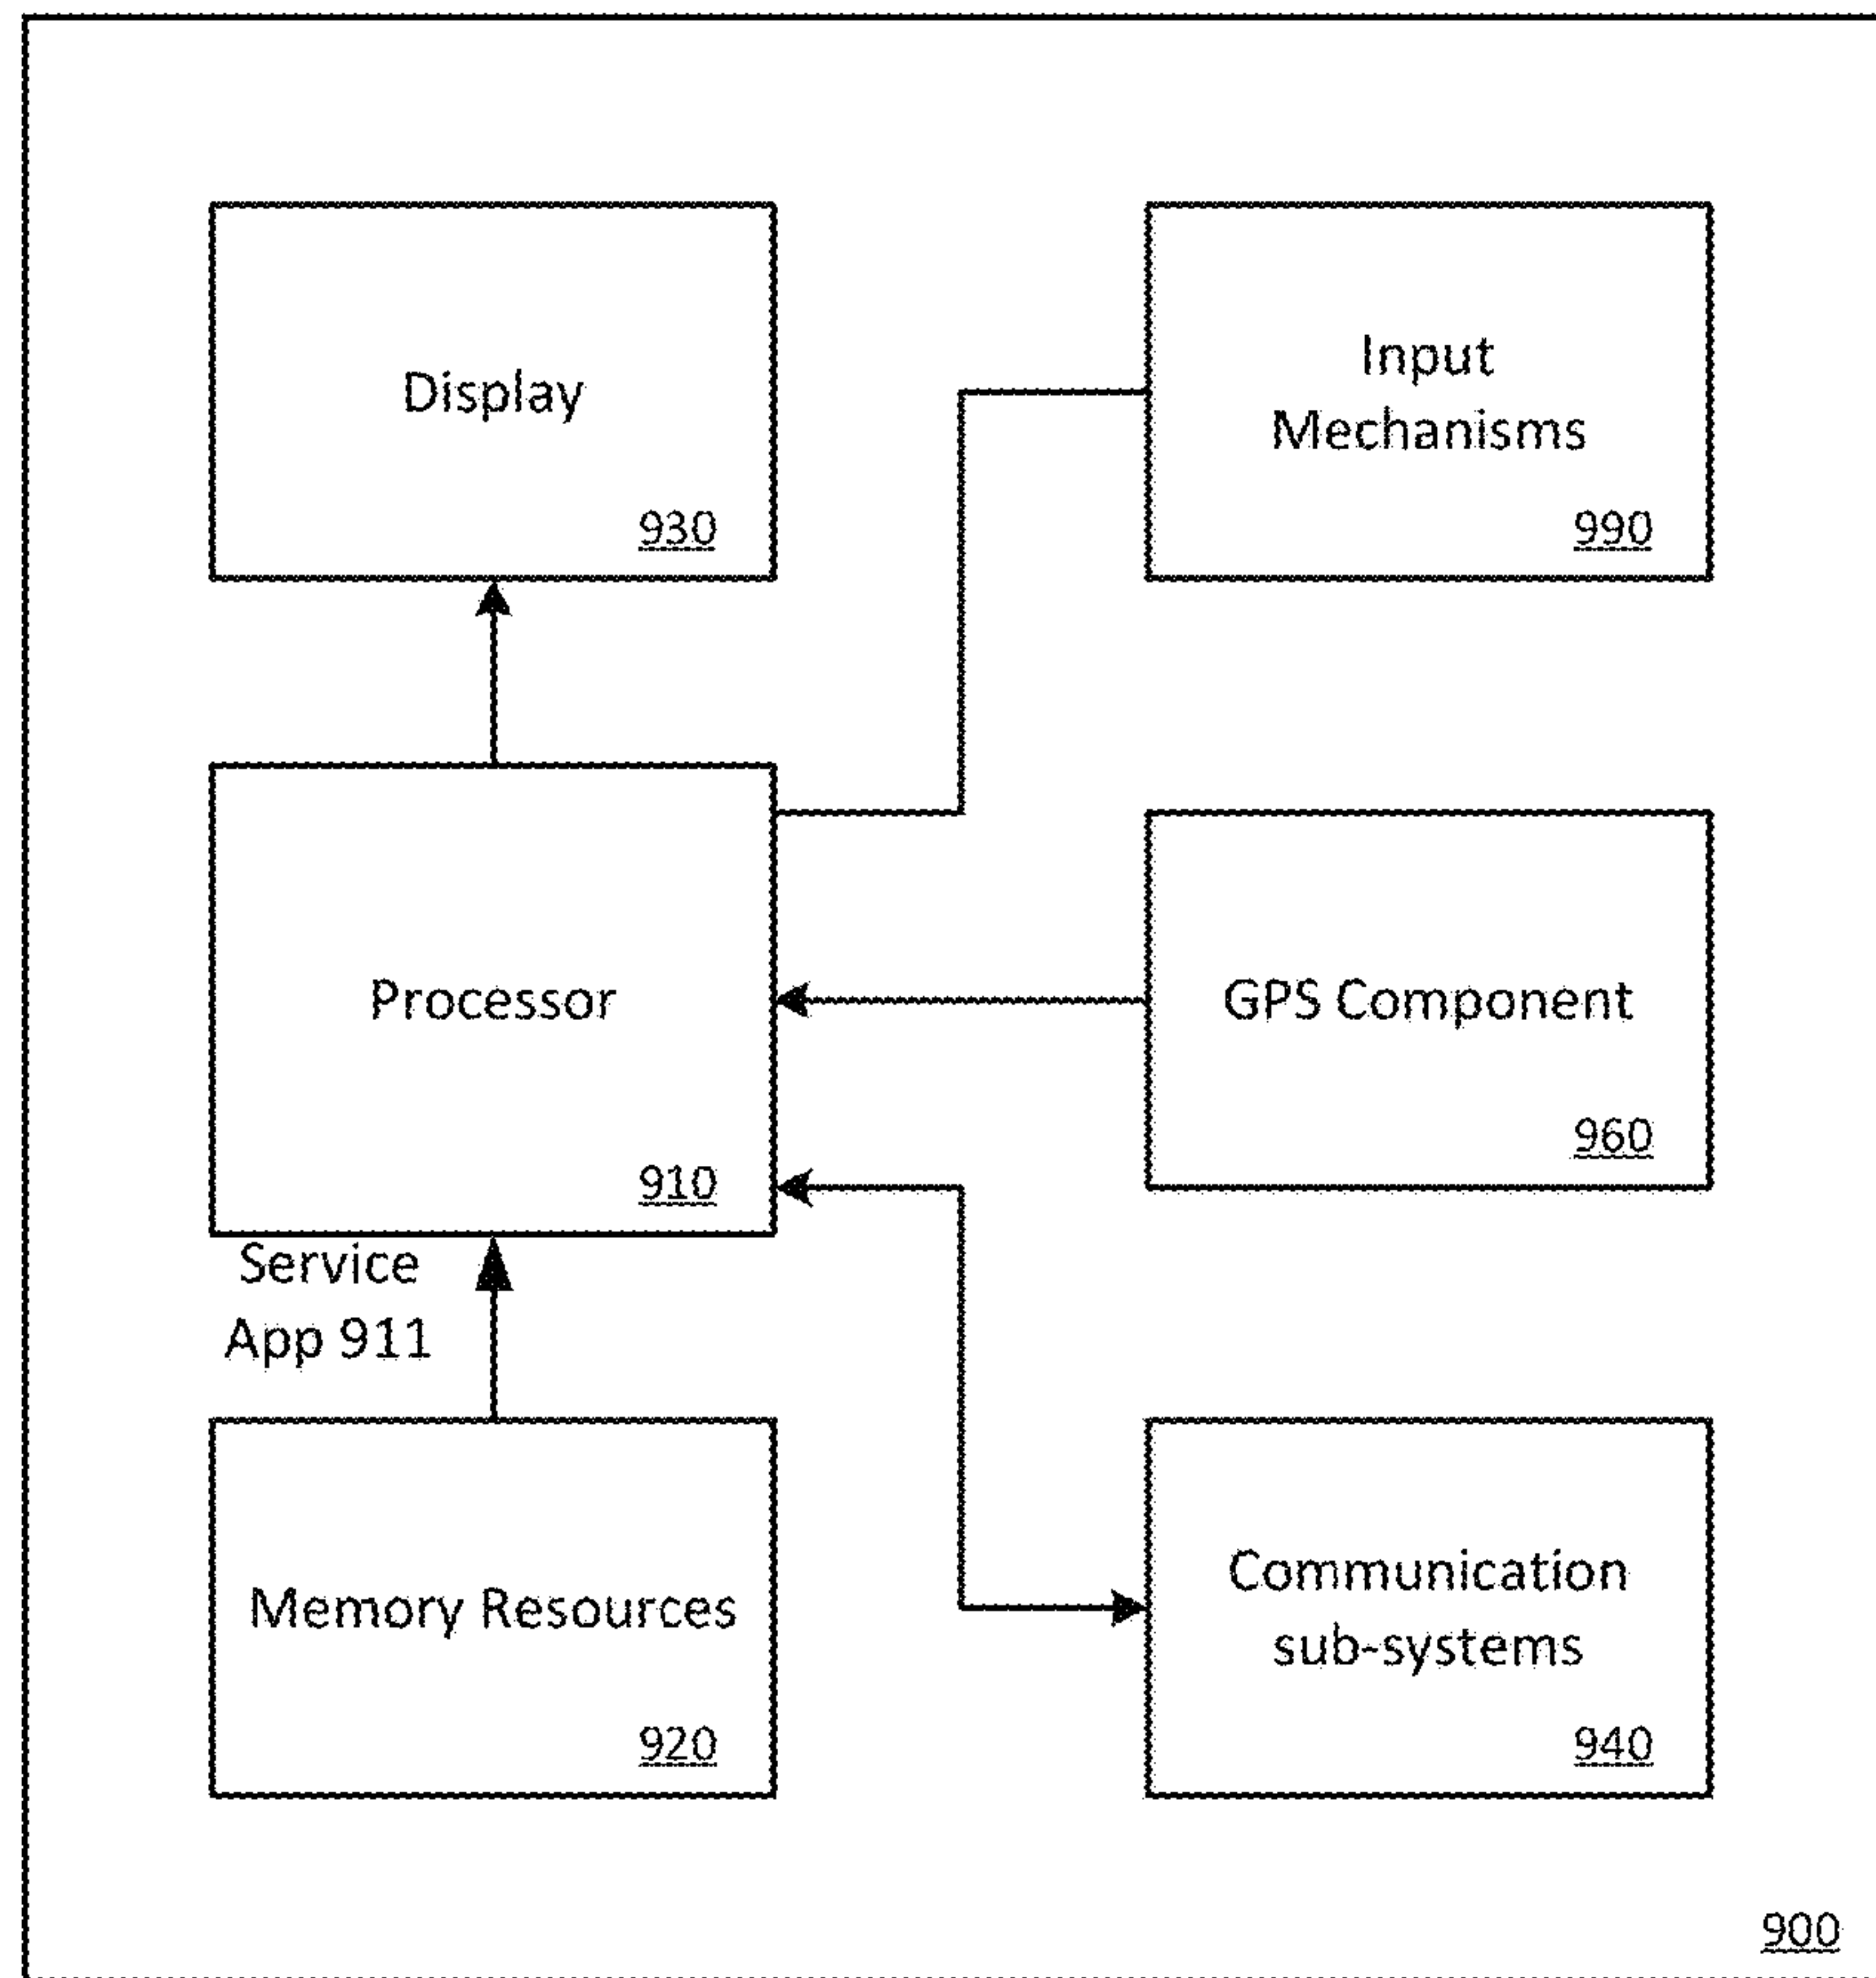 Display
930
Input
Mechanisms
990
Processor
910
GPS Component
960
Service
App 911
Memory Resources
920
Communication
sub-systems
940
900